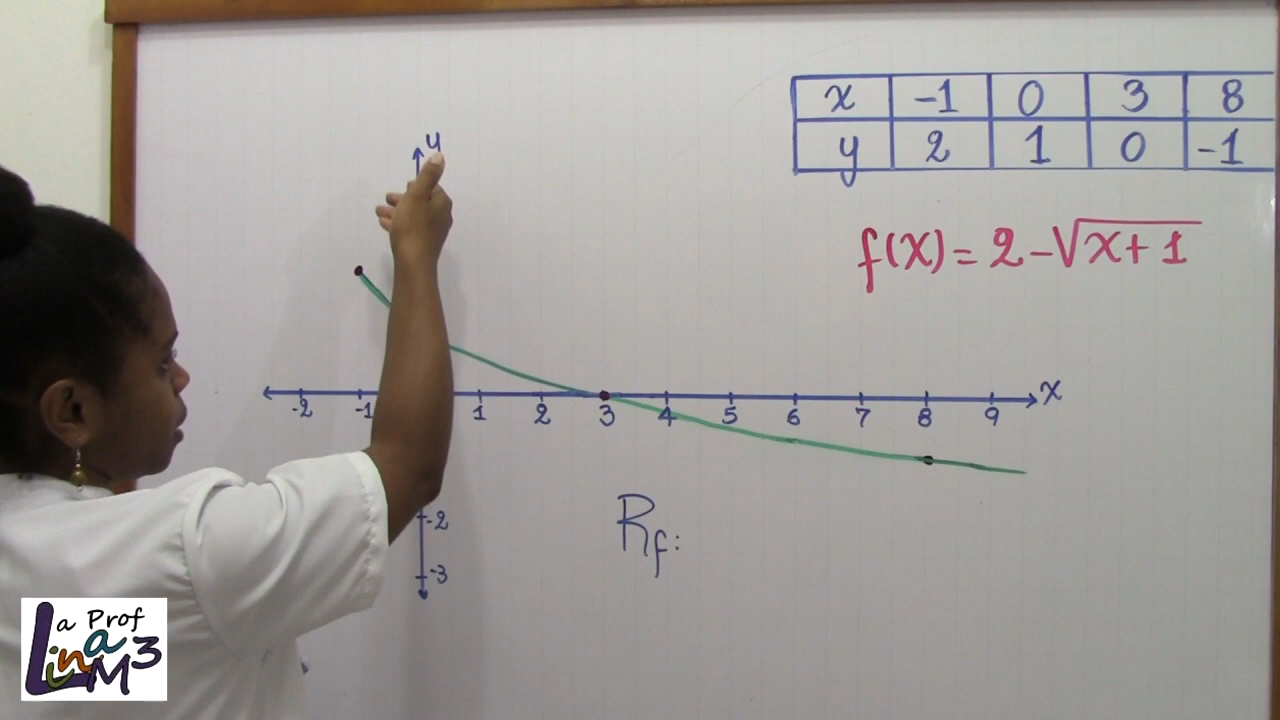 x -1 0 3 8
y 2 1 0 -1
f(x) = 2 - √x+1
y
-2 -1 1 2 3 4 5 6 7 8 9 x
-2
-3
Rf:
La Prof
Lina M3